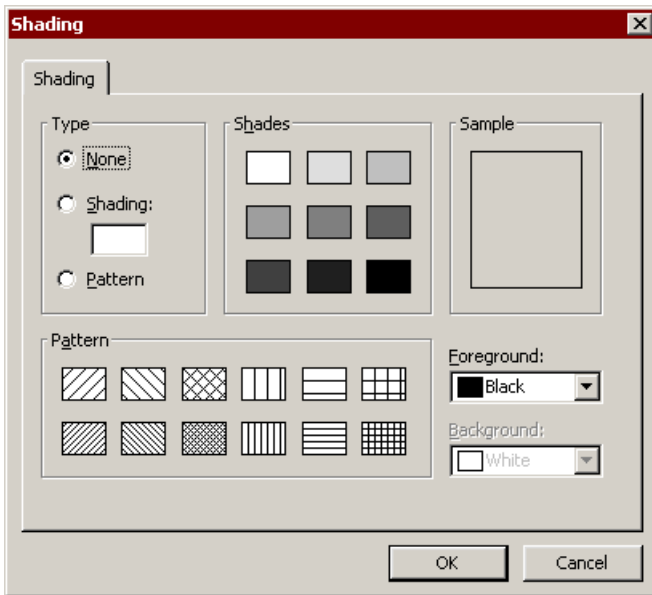 Shading
Shading
Type
None
Shading:
Pattern
Shades
Sample
Pattern
Foreground:
Black
Background:
White
OK
Cancel